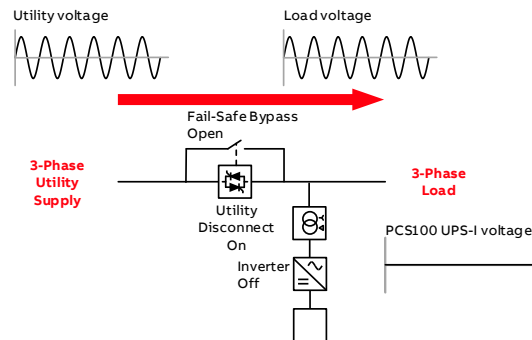 Utility voltage
Load voltage
Fail-Safe Bypass
Open
3-Phase
Utility
Supply
3-Phase
Load
Utility
Disconnect
On
PCS100 UPS-I voltage
Inverter
Off